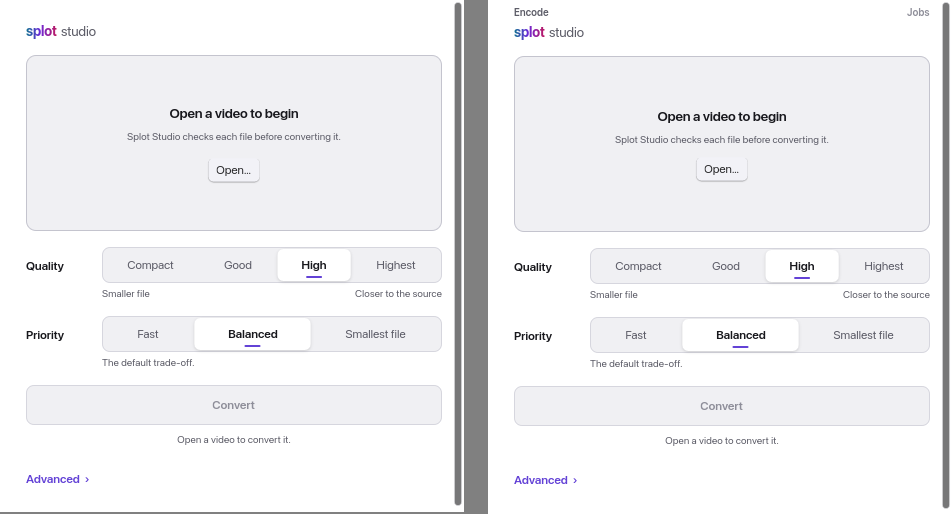 splot studio
Open a video to begin
Splot Studio checks each file before converting it.
Open...
Quality
Compact Good High Highest
Smaller file Closer to the source
Priority
Fast Balanced Smallest file
The default trade-off.
Convert
Open a video to convert it.
Advanced ›
Encode Jobs
splot studio
Open a video to begin
Splot Studio checks each file before converting it.
Open...
Quality
Compact Good High Highest
Smaller file Closer to the source
Priority
Fast Balanced Smallest file
The default trade-off.
Convert
Open a video to convert it.
Advanced ›